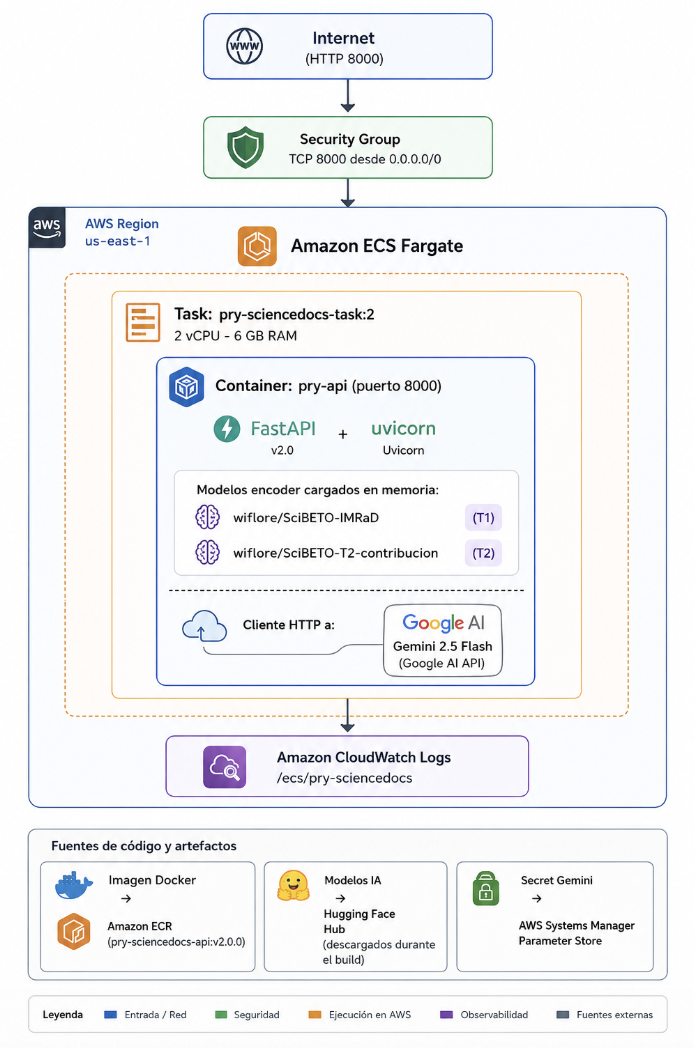 WWW
Internet
(HTTP 8000)
Security Group
TCP 8000 desde 0.0.0.0/0
aws
AWS Region
us-east-1
Amazon ECS Fargate
Task: pry-sciencedocs-task:2
2 vCPU - 6 GB RAM
Container: pry-api (puerto 8000)
FastAPI + uvicorn
v2.0 Uvicorn
Modelos encoder cargados en memoria:
wiflore/SciBETO-IMRaD (T1)
wiflore/SciBETO-T2-contribucion (T2)
Cliente HTTP a:
Google AI
Gemini 2.5 Flash
(Google AI API)
Amazon CloudWatch Logs
/ecs/pry-sciencedocs
Fuentes de código y artefactos
Imagen Docker
→
Amazon ECR
(pry-sciencedocs-api:v2.0.0)
Modelos IA
→
Hugging Face
Hub
(descargados durante
el build)
Secret Gemini
→
AWS Systems Manager
Parameter Store
Leyenda Entrada / Red Seguridad Ejecución en AWS Observabilidad Fuentes externas